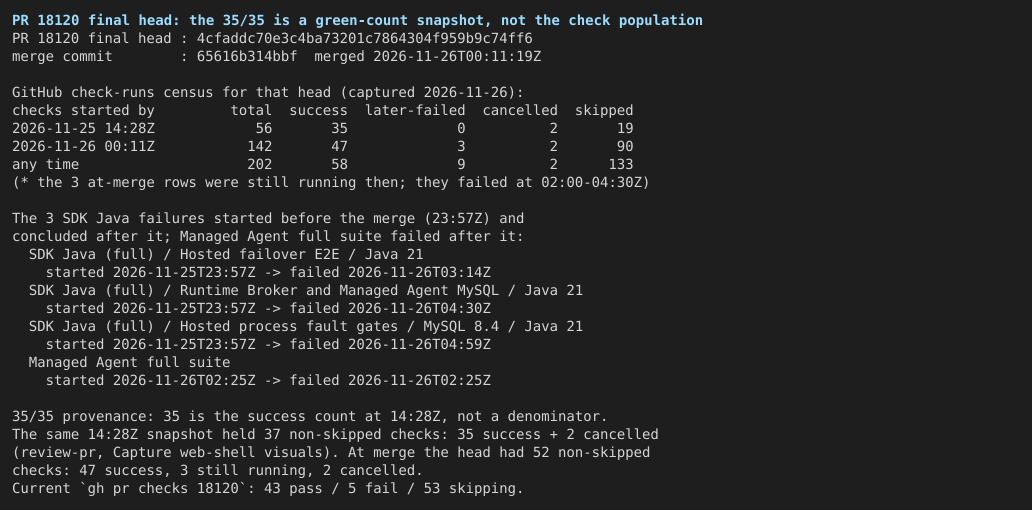 PR 18120 final head: the 35/35 is a green-count snapshot, not the check population
PR 18120 final head : 4cfaddc70e3c4ba73201c7864304f959b9c74ff6
merge commit        : 65616b314bbf  merged 2026-11-26T00:11:19Z
GitHub check-runs census for that head (captured 2026-11-26):
checks started by         total  success  later-failed  cancelled  skipped
2026-11-25 14:28Z            56       35             0          2       19
2026-11-26 00:11Z           142       47             3          2       90
any time                    202       58             9          2      133
(* the 3 at-merge rows were still running then; they failed at 02:00-04:30Z)
The 3 SDK Java failures started before the merge (23:57Z) and
concluded after it; Managed Agent full suite failed after it:
  SDK Java (full) / Hosted failover E2E / Java 21
    started 2026-11-25T23:57Z -> failed 2026-11-26T03:14Z
  SDK Java (full) / Runtime Broker and Managed Agent MySQL / Java 21
    started 2026-11-25T23:57Z -> failed 2026-11-26T04:30Z
  SDK Java (full) / Hosted process fault gates / MySQL 8.4 / Java 21
    started 2026-11-25T23:57Z -> failed 2026-11-26T04:59Z
  Managed Agent full suite
    started 2026-11-26T02:25Z -> failed 2026-11-26T02:25Z
35/35 provenance: 35 is the success count at 14:28Z, not a denominator.
The same 14:28Z snapshot held 37 non-skipped checks: 35 success + 2 cancelled
(review-pr, Capture web-shell visuals). At merge the head had 52 non-skipped
checks: 47 success, 3 still running, 2 cancelled.
Current `gh pr checks 18120`: 43 pass / 5 fail / 53 skipping.